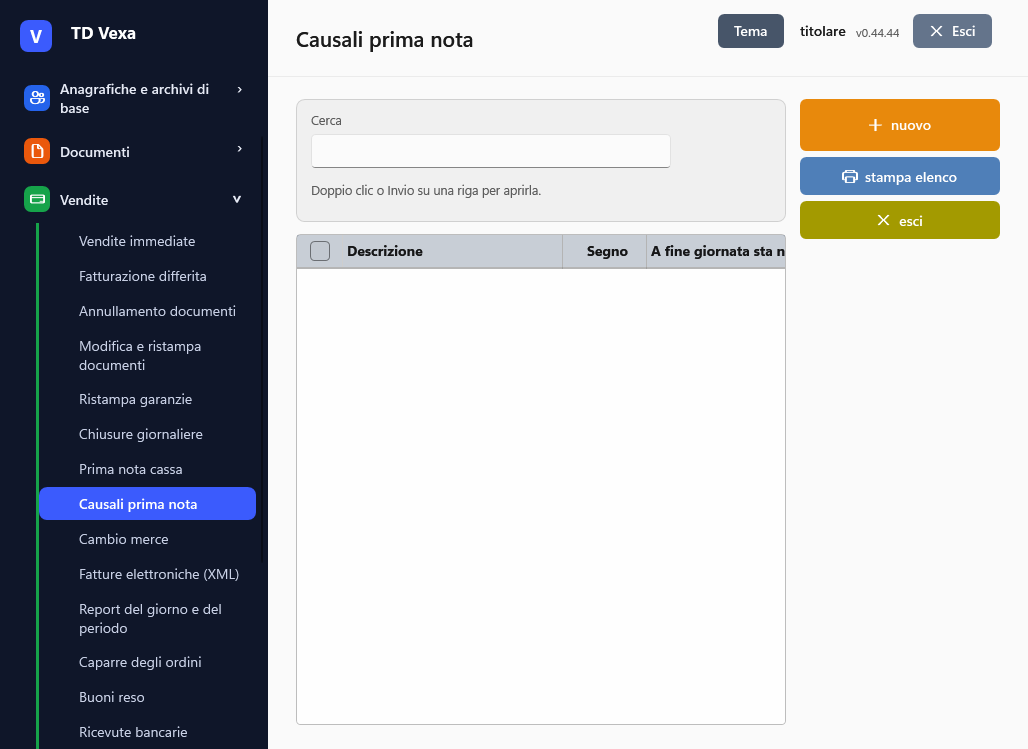 V
TD Vexa
Anagrafiche e archivi di
base
Documenti
Vendite
Vendite immediate
Fatturazione differita
Annullamento documenti
Modifica e ristampa
documenti
Ristampa garanzie
Chiusure giornaliere
Prima nota cassa
Causali prima nota
Cambio merce
Fatture elettroniche (XML)
Report del giorno e del
periodo
Caparre degli ordini
Buoni reso
Ricevute bancarie
Causali prima nota
Tema
titolare v0.44.44
Esci
Cerca
Doppio clic o Invio su una riga per aprirla.
Descrizione Segno A fine giornata sta n
nuovo
stampa elenco
esci